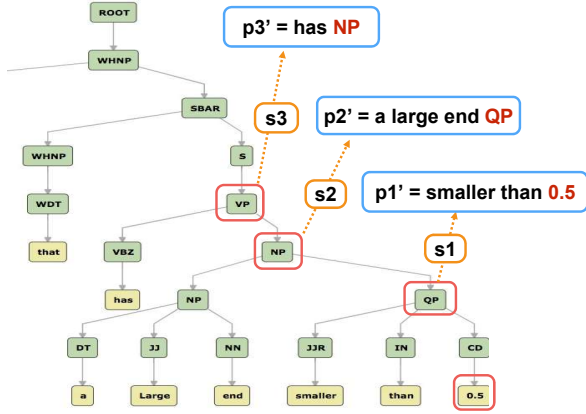 ROOT
p3’ = has NP
WHNP
SBAR
s3
p2’ = a large end QP
WHNP
S
s2
p1’ = smaller than 0.5
WDT
VP
s1
that
VBZ
NP
has
NP
QP
DT
JJ
NN
JJR
IN
CD
a
Large
end
smaller
than
0.5